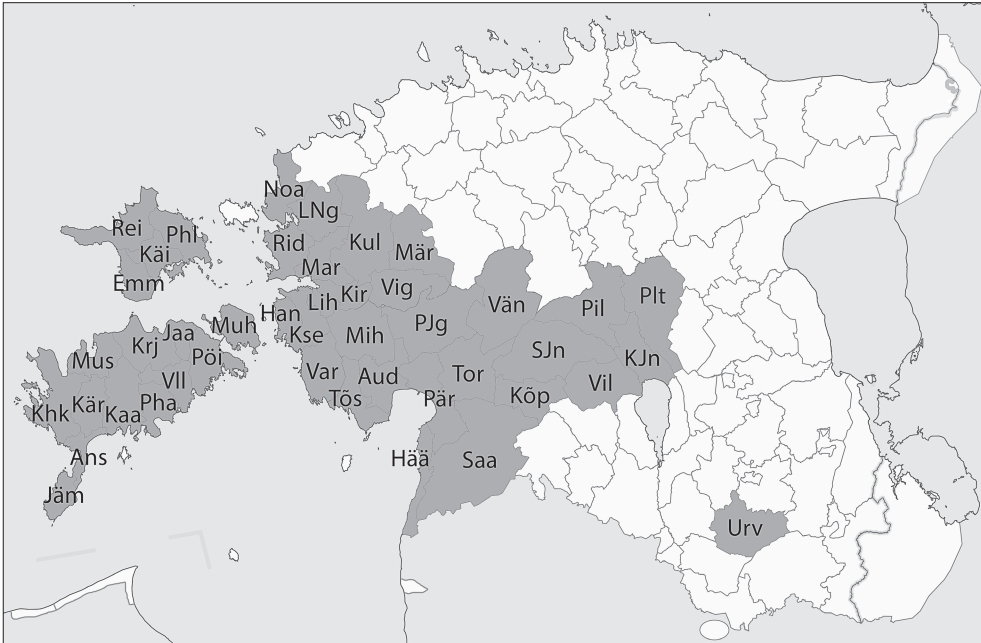 Noa
LNg
Rei
Phl
Rid
Kul
Mär
Käi
Mar
Emm
Lih
Kir
Vig
Vän
Pil
Plt
Han
Muh
Jaa
Kse
Mih
PJg
Krj
Mus
Pöi
SJn
KJn
Vll
Var
Aud
Tor
Vil
Khk
Kär
Kaa
Pha
Tõs
Pär
Kõp
Ans
Hää
Saa
Jäm
Urv